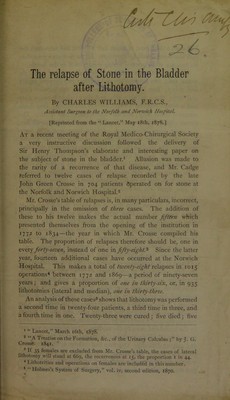 26.
The relapse of Stone in the Bladder
after Lithotomy.
By CHARLES WILLIAMS, F.R.C.S.,
Assistant Surgeon to the Norfolk and Norwich Hospital.
[Reprinted from the "Lancet," May 18th, 1878.]
AT a recent meeting of the Royal Medico-Chirurgical Society
a very instructive discussion followed the delivery of
Sir Henry Thompson's elaborate and interesting paper on
the subject of stone in the bladder.¹ Allusion was made to
the rarity of a recurrence of that disease, and Mr. Cadge
referred to twelve cases of relapse recorded by the late
John Green Crosse in 704 patients operated on for stone at
the Norfolk and Norwich Hospital.²
Mr. Crosse's table of relapses is, in many particulars, incorrect,
principally in the omission of three cases. The addition of
these to his twelve makes the actual number fifteen which
presented themselves from the opening of the institution in
1772 to 1834—the year in which Mr. Crosse compiled his
table. The proportion of relapses therefore should be, one in
every forty-seven, instead of one in fifty-eight.³ Since the latter
year, fourteen additional cases have occurred at the Norwich
Hospital. This makes a total of twenty-eight relapses in 1015
operations⁴ between 1772 and 1869—a period of ninety-seven
years; and gives a proportion of one in thirty-six, or, in 935
lithotomies (lateral and median), one in thirty-three.
An analysis of these cases shows that lithotomy was performed
a second time in twenty-four patients, a third time in three, and
a fourth time in one. Twenty-three were cured; five died; five
¹ "Lancet," March 16th, 1878.
² "A Treatise on the Formation, &c., of the Urinary Calculus;" by J. G.
Crosse. 1841.
³ If 35 females are excluded from Mr. Crosse's table, the cases of lateral
lithotomy will stand at 669, the recurrences at 15, the proportion 1 in 44.
⁴ Lithotrities and operations on females are included in this number.
⁵ "Holmes's System of Surgery," vol. iv, second edition, 1870.